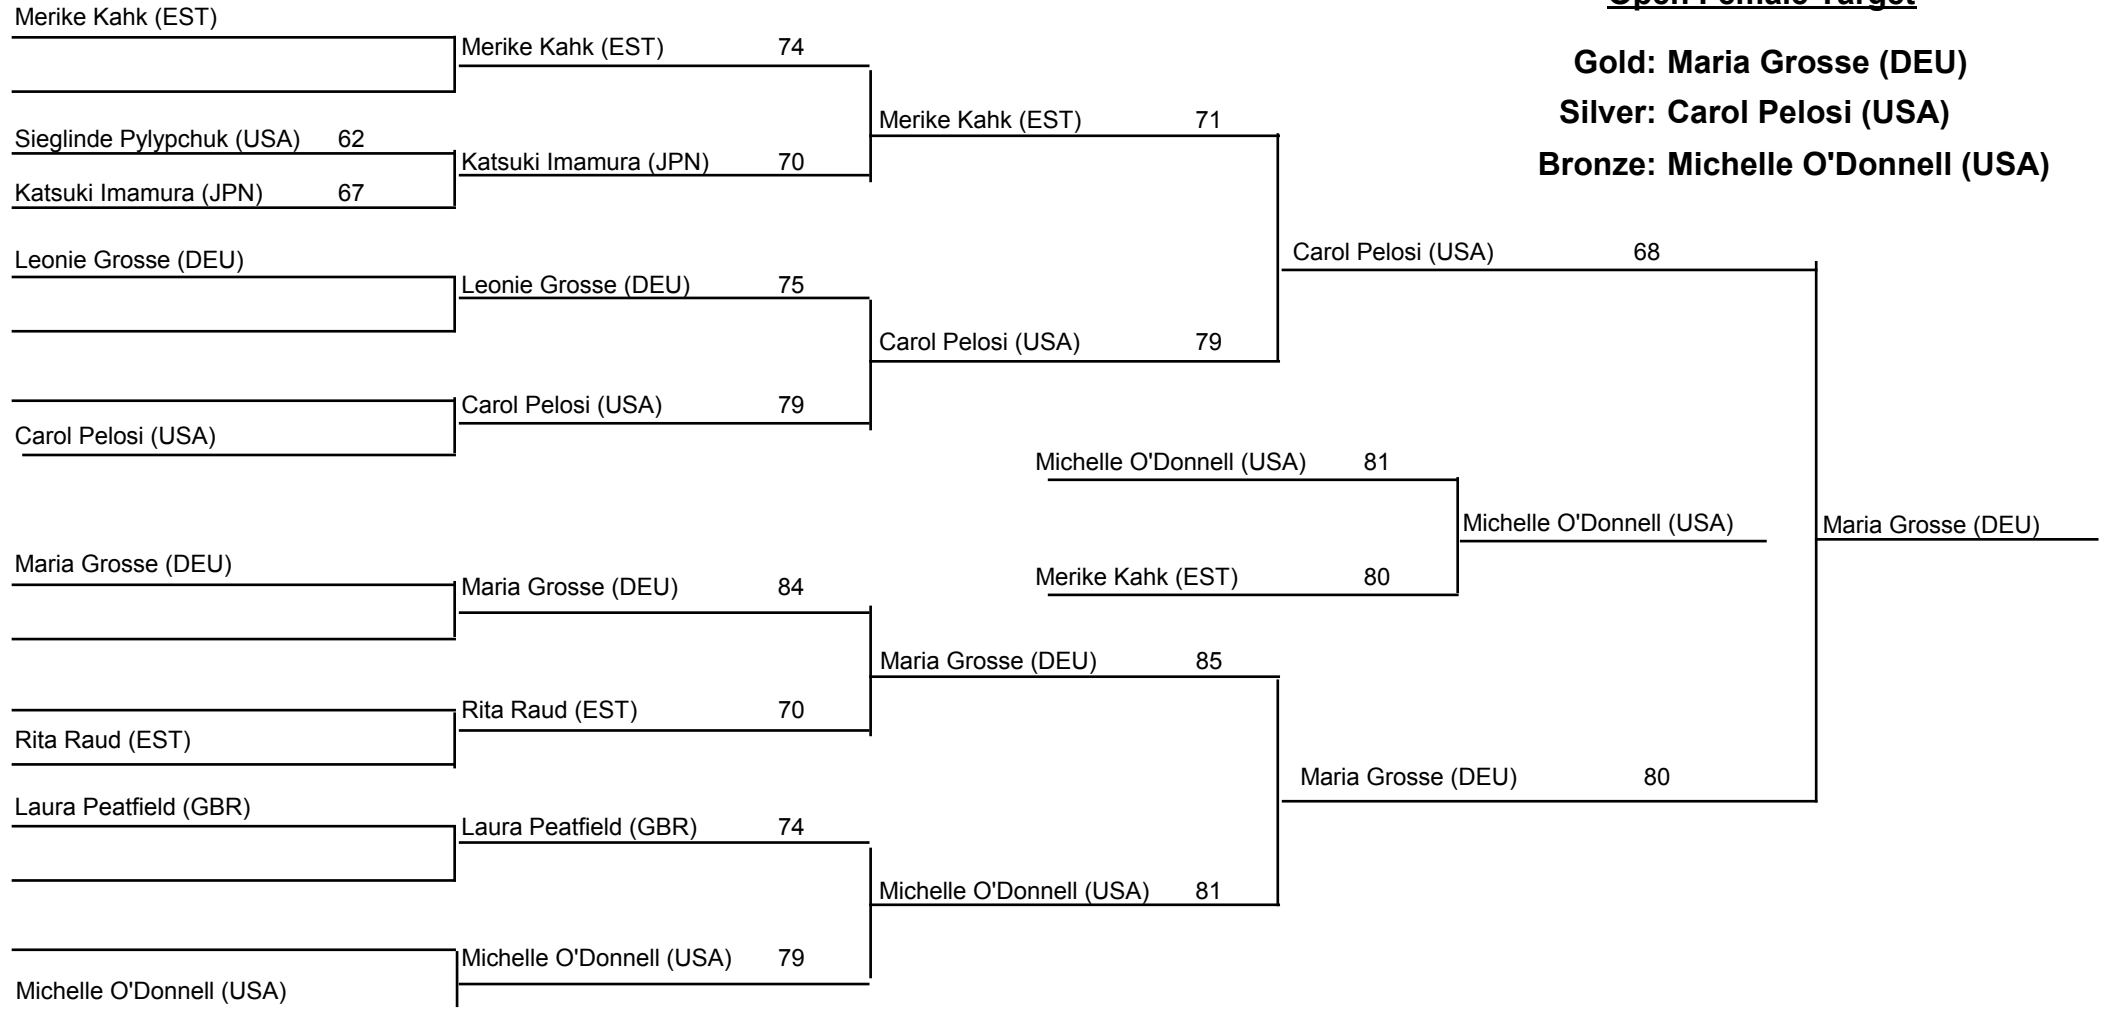 Open Female Target
Gold: Maria Grosse (DEU)
Silver: Carol Pelosi (USA)
Bronze: Michelle O'Donnell (USA)
Merike Kahk (EST)
Sieglinde Pylypchuk (USA) 62
Katsuki Imamura (JPN) 67
Leonie Grosse (DEU)
Carol Pelosi (USA)
Maria Grosse (DEU)
Rita Raud (EST)
Laura Peatfield (GBR)
Michelle O'Donnell (USA)
Merike Kahk (EST) 74
Katsuki Imamura (JPN) 70
Leonie Grosse (DEU) 75
Carol Pelosi (USA) 79
Maria Grosse (DEU) 84
Rita Raud (EST) 70
Laura Peatfield (GBR) 74
Michelle O'Donnell (USA) 79
Merike Kahk (EST) 71
Carol Pelosi (USA) 79
Maria Grosse (DEU) 85
Michelle O'Donnell (USA) 81
Michelle O'Donnell (USA) 81
Merike Kahk (EST) 80
Michelle O'Donnell (USA)
Carol Pelosi (USA) 68
Maria Grosse (DEU) 80
Maria Grosse (DEU)